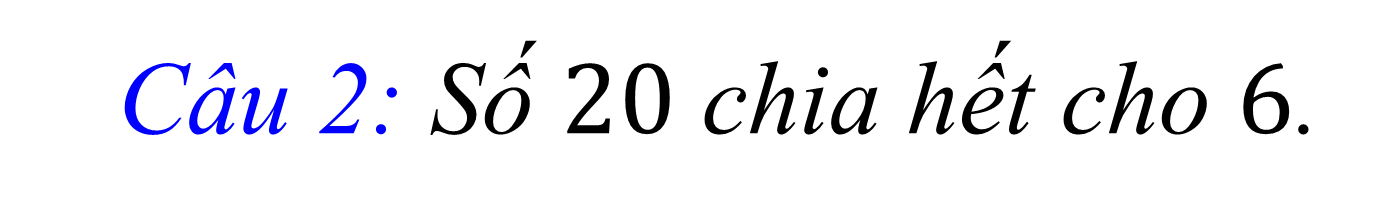 Câu 2: Số 20 chia hết cho 6.